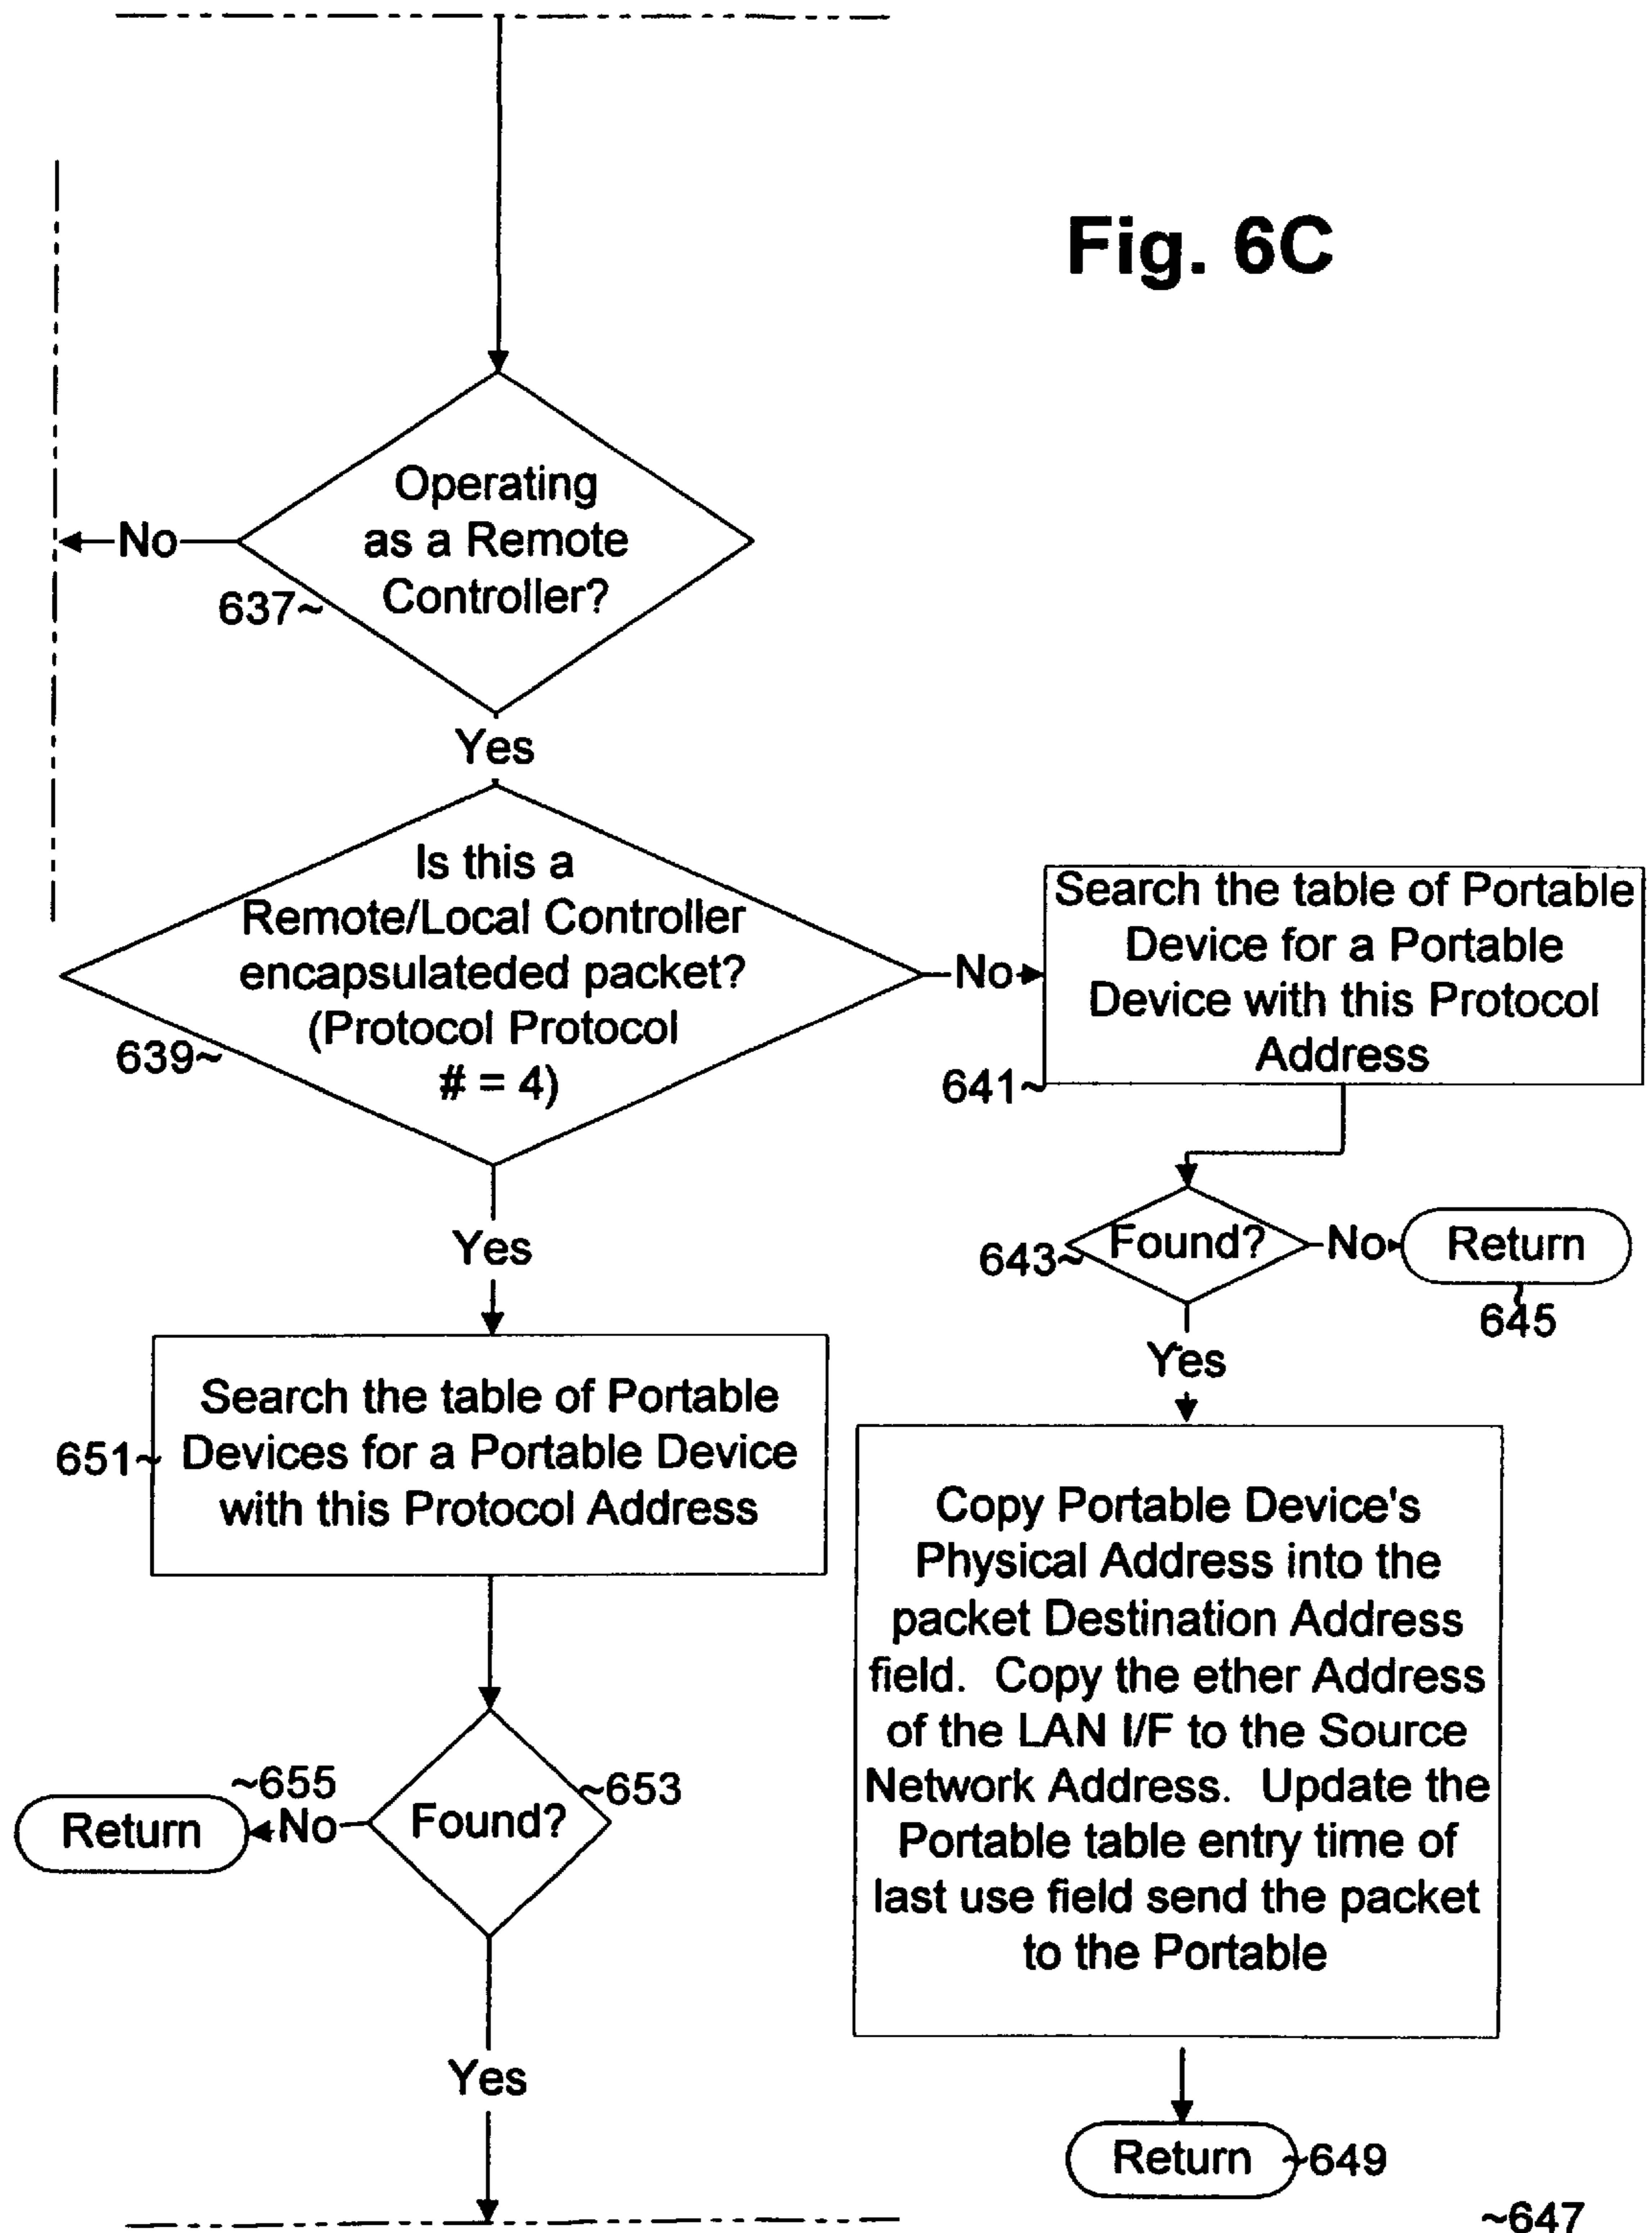 Fig. 6C
Operating
as a Remote
Controller?
No
637~
Yes
Is this a
Remote/Local Controller
encapsulateded packet?
(Protocol Protocol
# = 4)
639~
No
Search the table of Portable
Device for a Portable
Device with this Protocol
Address
641~
Found?
643~
No
Return
645
Yes
Copy Portable Device's
Physical Address into the
packet Destination Address
field. Copy the ether Address
of the LAN I/F to the Source
Network Address. Update the
Portable table entry time of
last use field send the packet
to the Portable
Return
~649
~647
Yes
Search the table of Portable
Devices for a Portable Device
with this Protocol Address
651~
Found?
~653
No
~655
Return
Yes